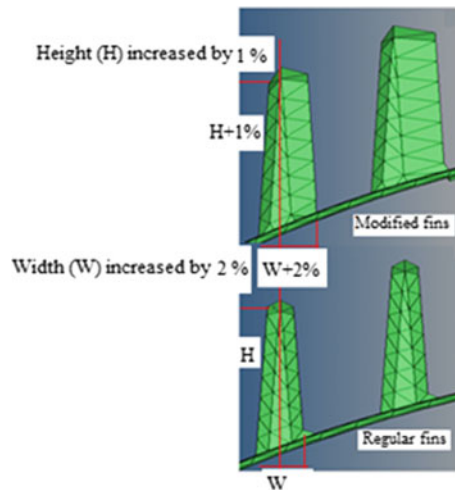 Height (H) increased by 1 %
H+1%
Modified fins
Width (W) increased by 2 %
W+2%
H
Regular fins
W